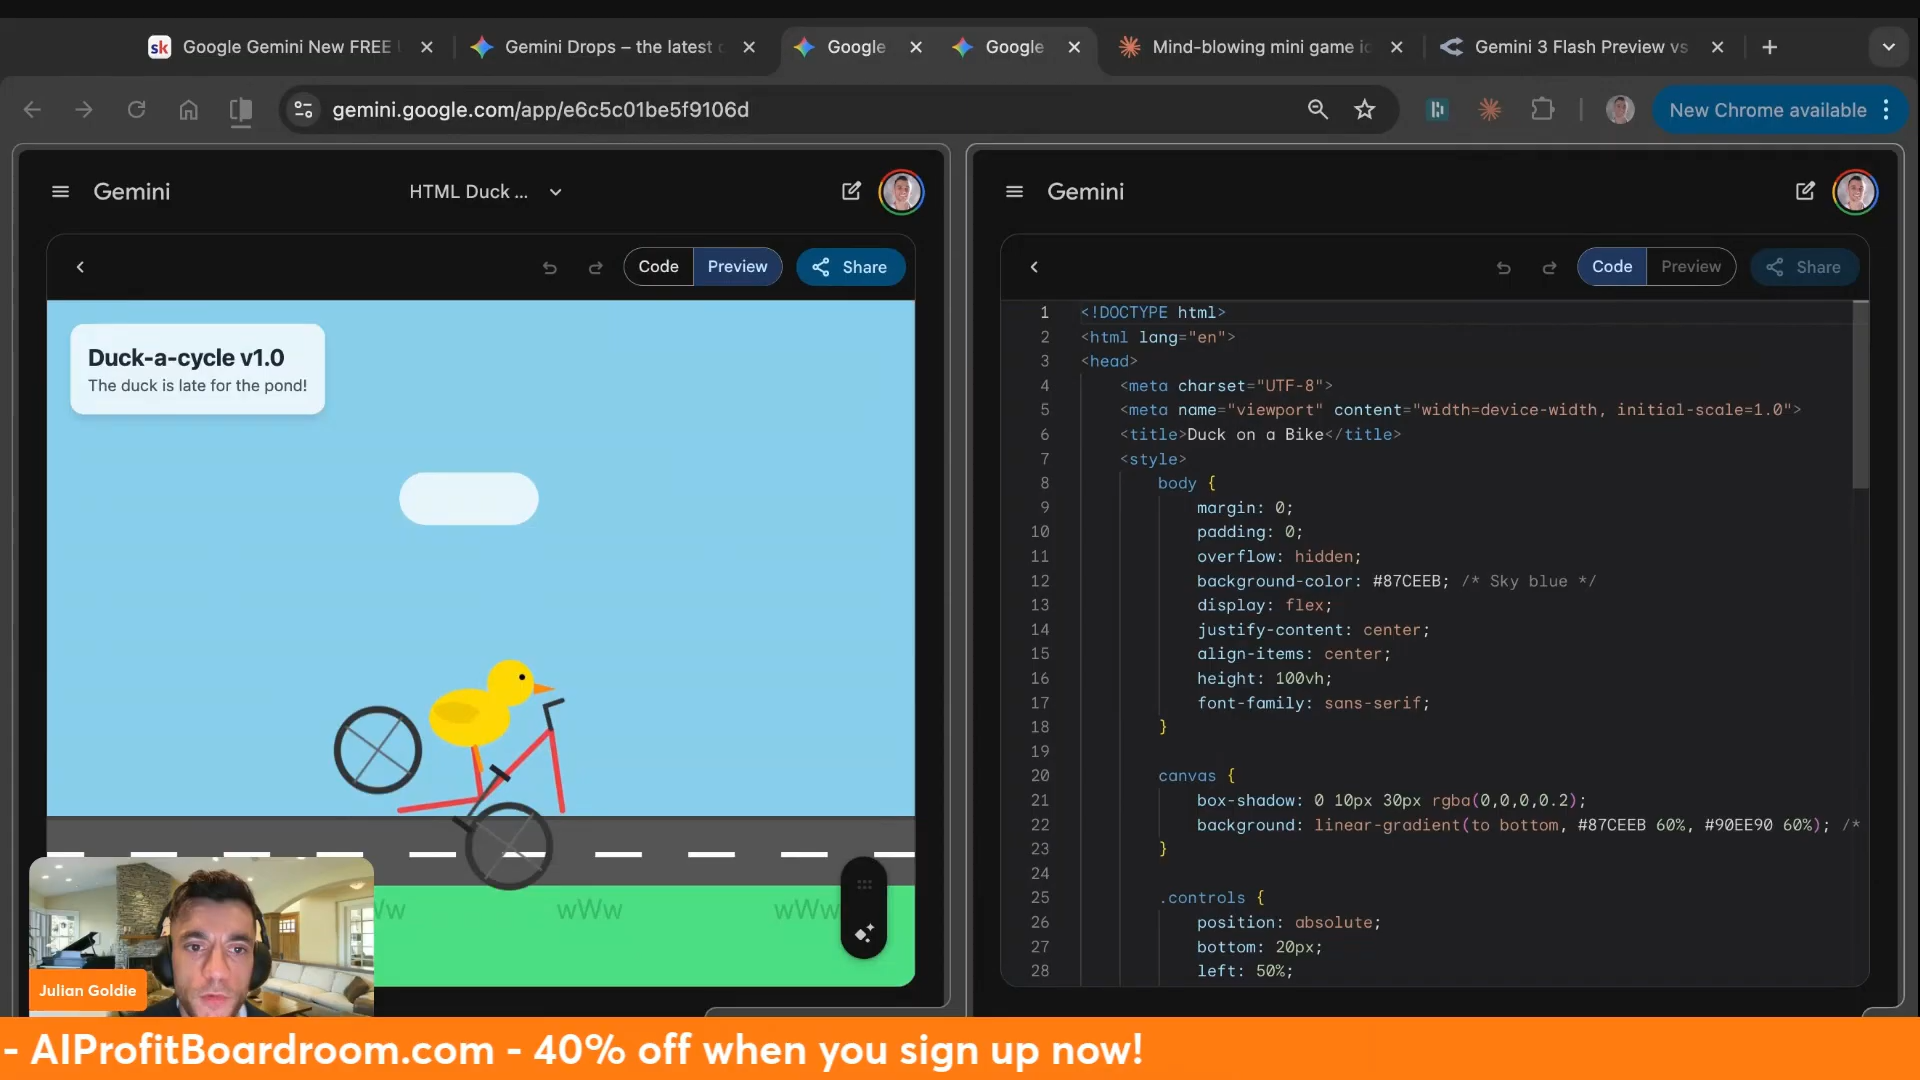 sk Google Gemini New FREE
Gemini Drops – the latest
Google
Google
Mind-blowing mini game
Gemini 3 Flash Preview vs
gemini.google.com/app/e6c5c01be5f9106d
New Chrome available
Gemini
HTML Duck ...
Code
Preview
Share
Duck-a-cycle v1.0
The duck is late for the pond!
wWw
wWw
Julian Goldie
Gemini
Code
Preview
Share
1 <!DOCTYPE html>
2 <html lang="en">
3 <head>
4 <meta charset="UTF-8">
5 <meta name="viewport" content="width=device-width, initial-scale=1.0">
6 <title>Duck on a Bike</title>
7 <style>
8 body {
9 margin: 0;
10 padding: 0;
11 overflow: hidden;
12 background-color: #87CEEB; /* Sky blue */
13 display: flex;
14 justify-content: center;
15 align-items: center;
16 height: 100vh;
17 font-family: sans-serif;
18 }
19
20 canvas {
21 box-shadow: 0 10px 30px rgba(0,0,0,0.2);
22 background: linear-gradient(to bottom, #87CEEB 60%, #90EE90 60%); /*
23 }
24
25 .controls {
26 position: absolute;
27 bottom: 20px;
28 left: 50%;
- AIProfitBoardroom.com - 40% off when you sign up now!